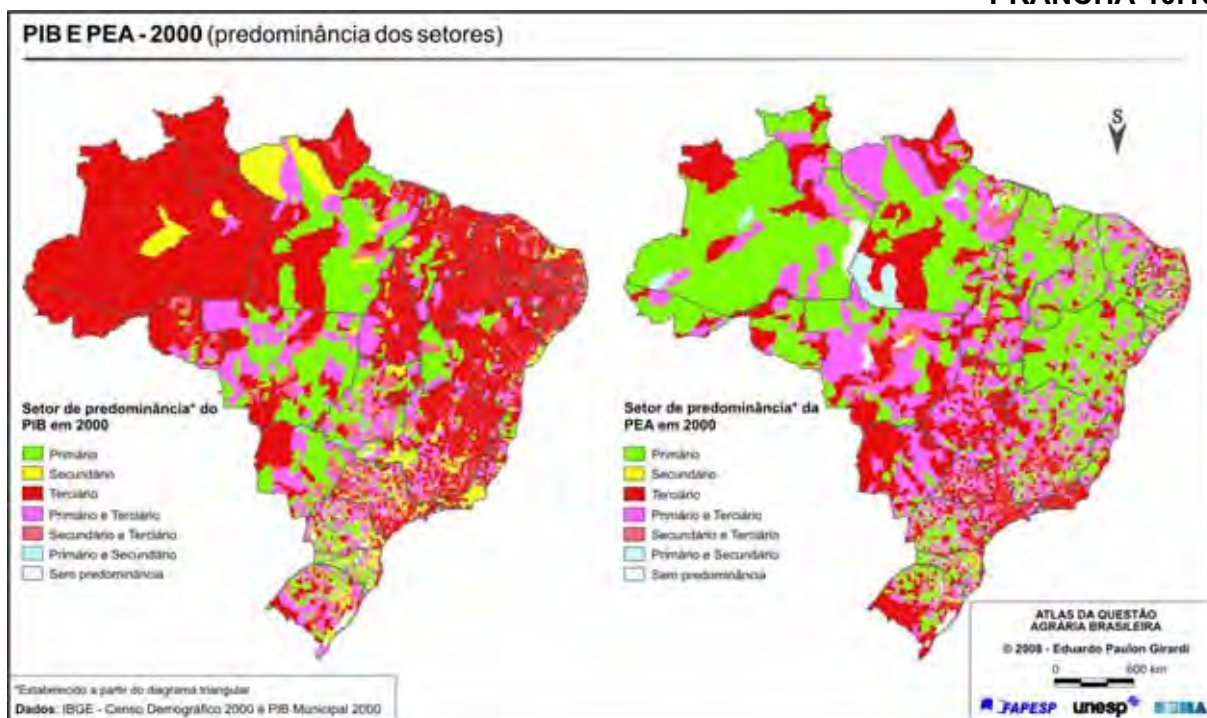 PIB E PEA - 2000 (predominância dos setores)
S
Setor de predominância* do
PIB em 2000
Primário
Secundário
Terciário
Primário e Terciário
Secundário e Terciário
Primário e Secundário
Sem predominância
Setor de predominância* da
PEA em 2000
Primário
Secundário
Terciário
Primário e Terciário
Secundário e Terciário
Primário e Secundário
Sem predominância
*Estabelecido a partir do diagrama triangular
Dados: IBGE - Censo Demográfico 2000 e PIB Municipal 2000
ATLAS DA QUESTÃO
AGRÁRIA BRASILEIRA
© 2008 - Eduardo Paulon Girardi
0 600 km
FAPESP unesp